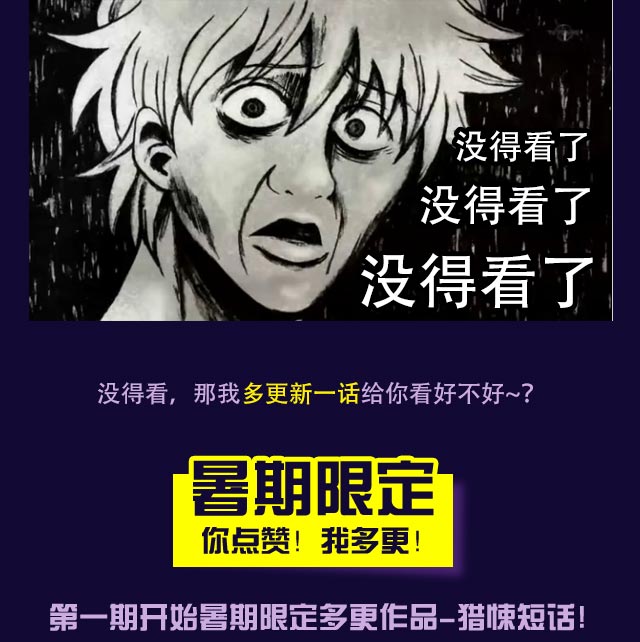 没得看了
没得看了
没得看了
没得看，那我多更新一话给你看好不好~？
暑期限定
你点赞！我多更！
第一期开始暑期限定多更作品-猎悚短话！